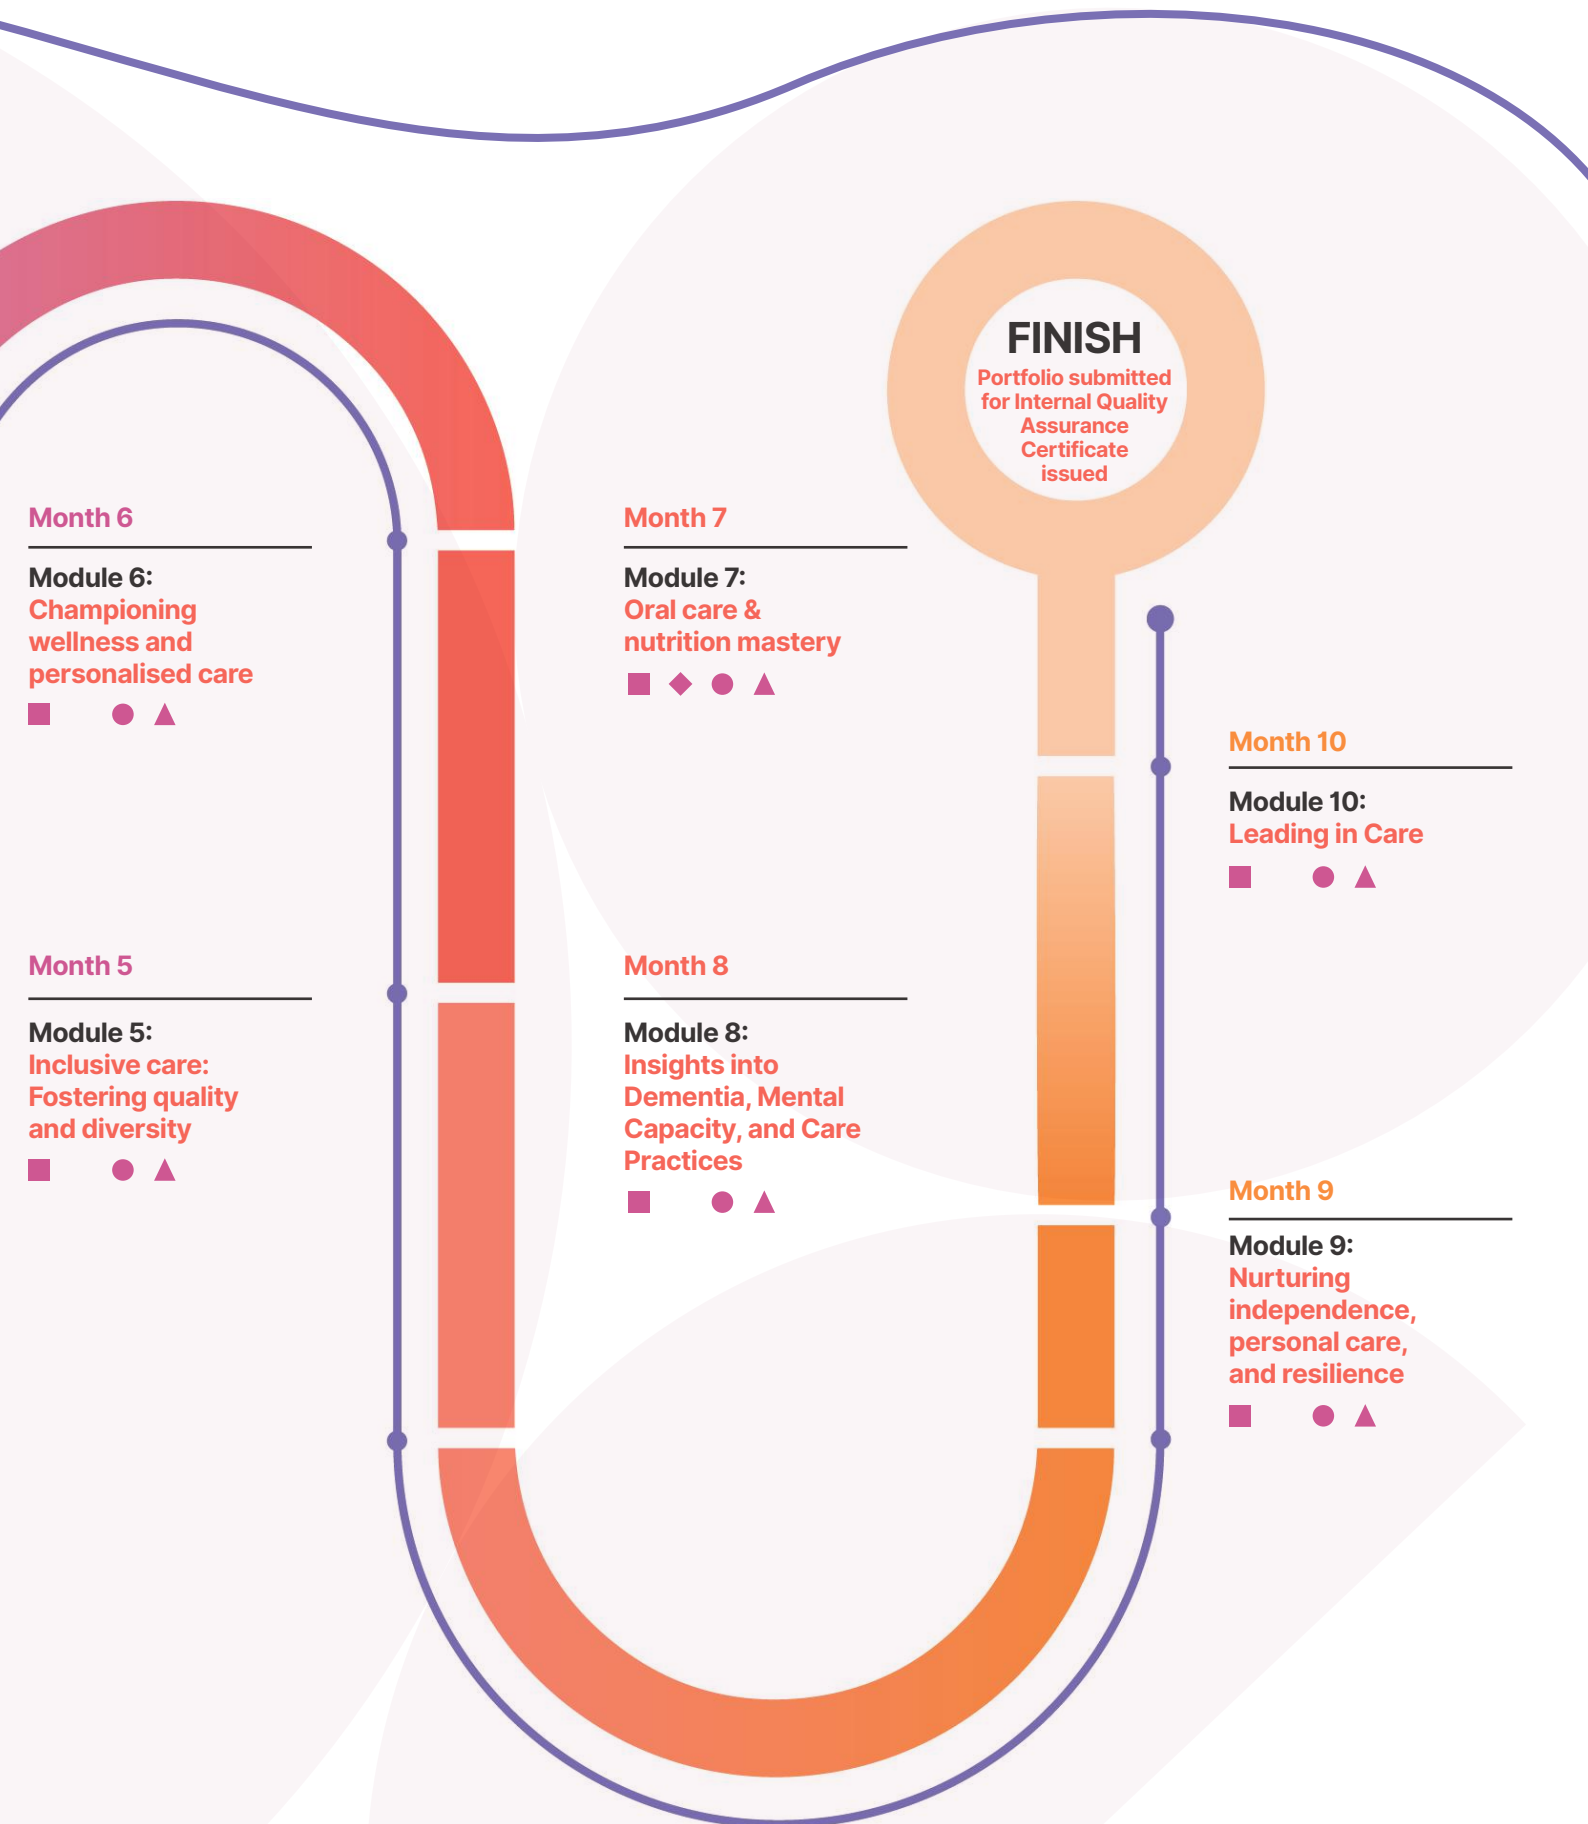 FINISH
Portfolio submitted
for Internal Quality
Assurance
Certificate
issued
Month 6
Module 6:
Championing
wellness and
personalised care
Month 5
Module 5:
Inclusive care:
Fostering quality
and diversity
Month 7
Module 7:
Oral care &
nutrition mastery
Month 8
Module 8:
Insights into
Dementia, Mental
Capacity, and Care
Practices
Month 10
Module 10:
Leading in Care
Month 9
Module 9:
Nurturing
independence,
personal care,
and resilience